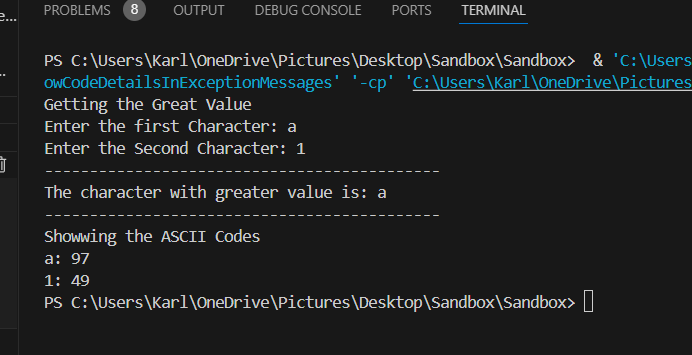 PROBLEMS 8 OUTPUT DEBUG CONSOLE PORTS TERMINAL
PS C:\Users\Karl\OneDrive\Pictures\Desktop\Sandbox\Sandbox>  & 'C:\Users
owCodeDetailsInExceptionMessages' '-cp' 'C:\Users\Karl\OneDrive\Pictures
Getting the Great Value
Enter the first Character: a
Enter the Second Character: 1
--------------------------------------------
The character with greater value is: a
--------------------------------------------
Showwing the ASCII Codes
a: 97
1: 49
PS C:\Users\Karl\OneDrive\Pictures\Desktop\Sandbox\Sandbox>